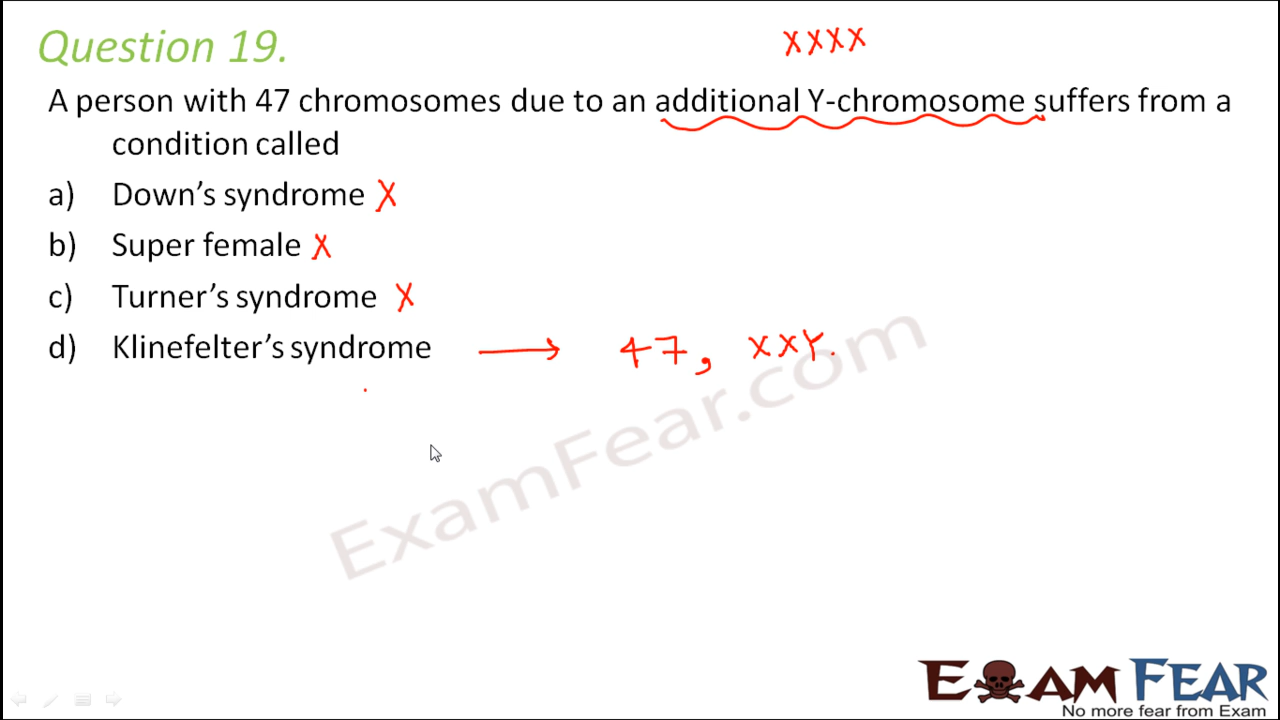 Question 19.
XXXX
A person with 47 chromosomes due to an additional Y-chromosome suffers from a
condition called
a) Down's syndrome X
b) Super female X
c) Turner's syndrome X
d) Klinefelter's syndrome → 47, XXY.
ExamFear.com
EXAM FEAR
No more fear from Exam